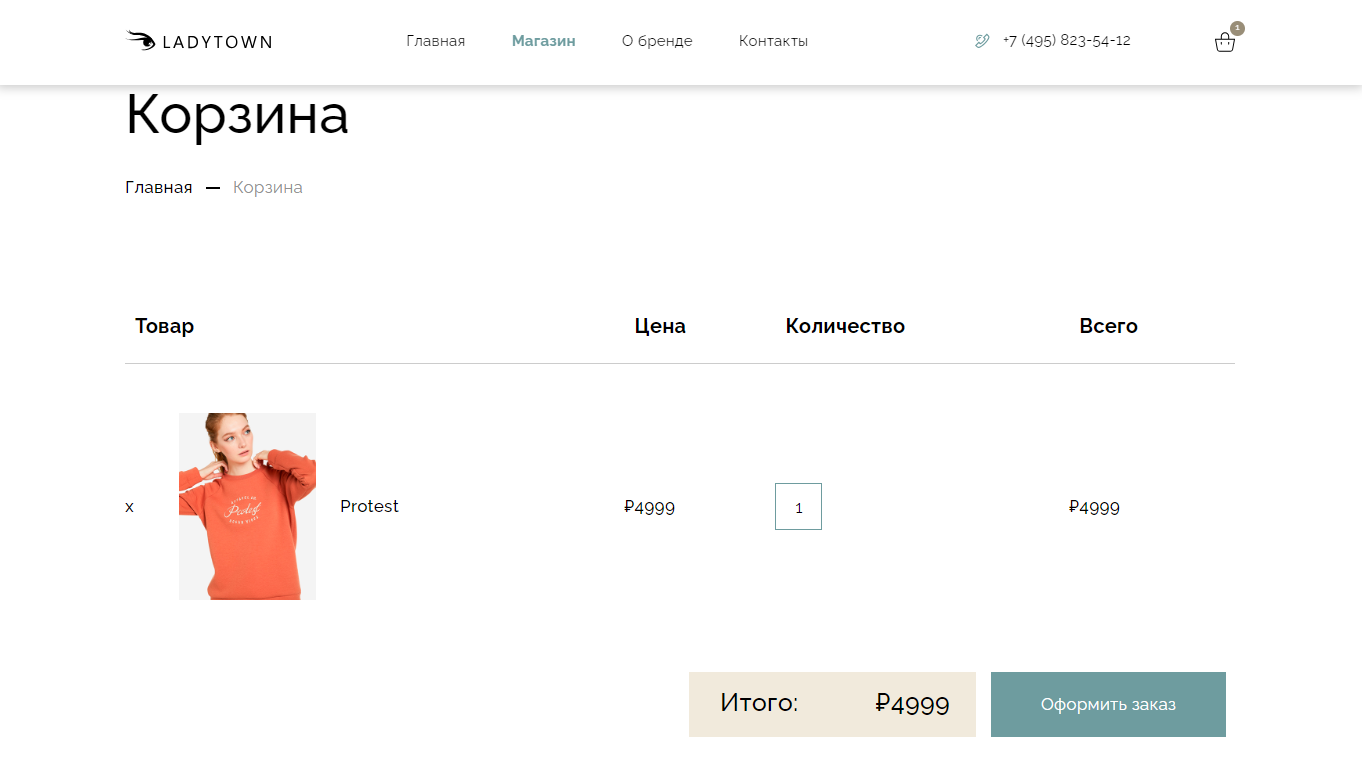 LADYTOWN
Главная Магазин О бренде Контакты
+7 (495) 823-54-12
1
Корзина
Главная — Корзина
Товар Цена Количество Всего
x Protest ₽4999 1 ₽4999
Protest
Итого: ₽4999
Оформить заказ